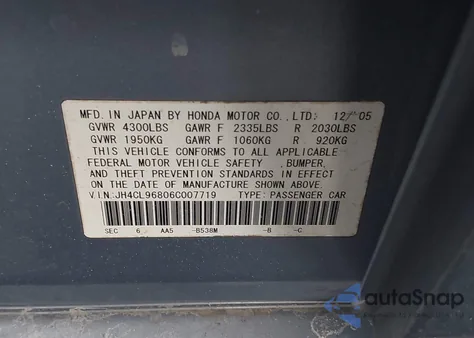 MFD. IN JAPAN BY HONDA MOTOR CO.,LTD. 12/05
GVWR 4300LBS GAWR F 2335LBS R 2030LBS
GVWR 1950KG GAWR F 1060KG R 920KG
THIS VEHICLE CONFORMS TO ALL APPLICABLE
FEDERAL MOTOR VEHICLE SAFETY ,BUMPER,
AND THEFT PREVENTION STANDARDS IN EFFECT
ON THE DATE OF MANUFACTURE SHOWN ABOVE
V.I.N:JH4CL96806C007719 TYPE: PASSENGER CAR
SEC 6 AA5 -B538M -B -C
autoSnap